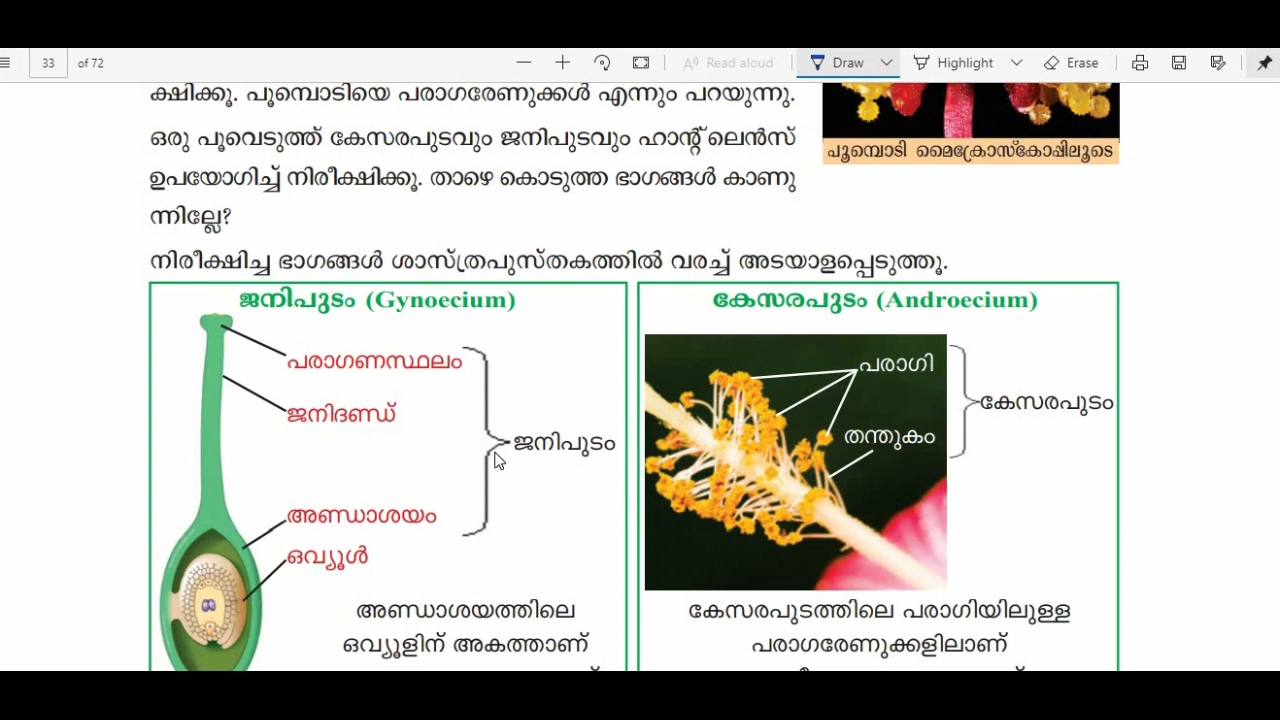 33 of 72 Read aloud Draw Highlight Erase
ക്ഷിക്കൂ. പൂമ്പൊടിയെ പരാഗരേണുക്കൾ എന്നും പറയുന്നു.
ഒരു പൂവെടുത്ത് കേസരപുടവും ജനിപുടവും ഹാന്റ് ലെൻസ്
ഉപയോഗിച്ച് നിരീക്ഷിക്കൂ. താഴെ കൊടുത്ത ഭാഗങ്ങൾ കാണു
ന്നില്ലേ?
പൂമ്പൊടി മൈക്രോസ്കോപ്പിലൂടെ
നിരീക്ഷിച്ച ഭാഗങ്ങൾ ശാസ്ത്രപുസ്തകത്തിൽ വരച്ച് അടയാളപ്പെടുത്തൂ.
ജനിപുടം (Gynoecium)
പരാഗണസ്ഥലം
ജനിദണ്ഡ്
ജനിപുടം
അണ്ഡാശയം
ഒവ്യൂൾ
അണ്ഡാശയത്തിലെ
ഒവ്യൂളിന് അകത്താണ്
കേസരപുടം (Androecium)
പരാഗി
കേസരപുടം
തന്തുകം
കേസരപുടത്തിലെ പരാഗിയിലുള്ള
പരാഗരേണുക്കളിലാണ്